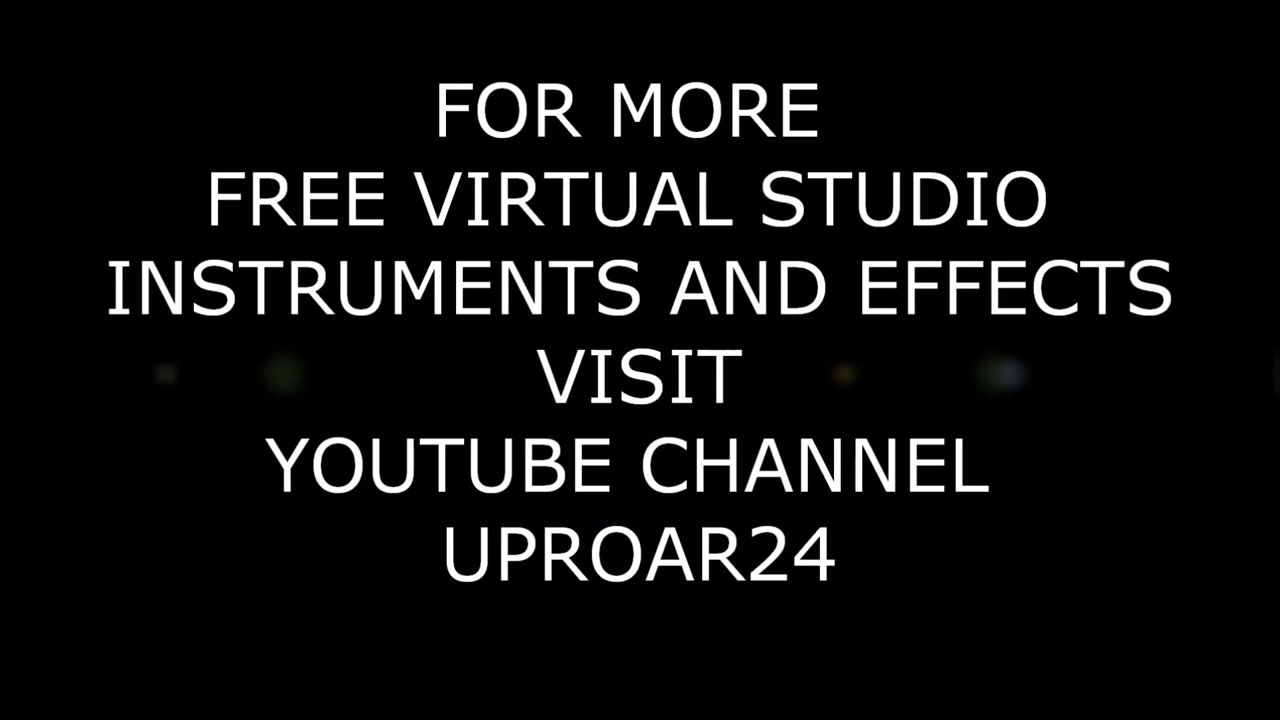 FOR MORE
FREE VIRTUAL STUDIO
INSTRUMENTS AND EFFECTS
VISIT
YOUTUBE CHANNEL
UPROAR24